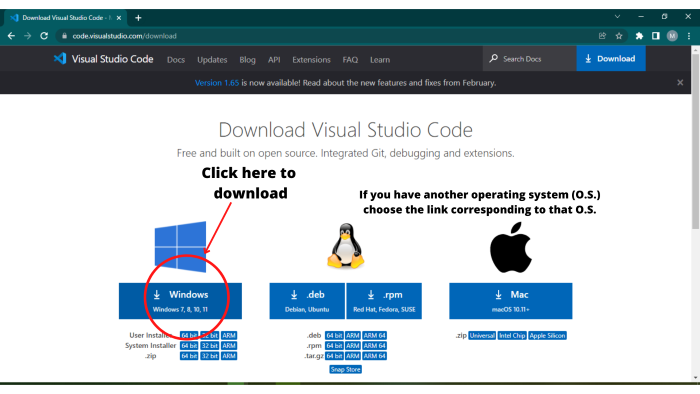 Download Visual Studio Code -
code.visualstudio.com/download
M
Visual Studio Code Docs Updates Blog API Extensions FAQ Learn Search Docs Download
Version 1.65 is now available! Read about the new features and fixes from February.
Download Visual Studio Code
Free and built on open source. Integrated Git, debugging and extensions.
Click here to
download
If you have another operating system (O.S.)
choose the link corresponding to that O.S.
Windows
Windows 7, 8, 10, 11
User Installer 64 bit 32 bit ARM
System Installer 64 bit 32 bit ARM
.zip 64 bit 32 bit ARM
.deb
Debian, Ubuntu
.rpm
Red Hat, Fedora, SUSE
.deb 64 bit ARM ARM 64
.rpm 64 bit ARM ARM 64
.tar.gz 64 bit ARM ARM 64
Snap Store
Mac
macOS 10.11+
.zip Universal Intel Chip Apple Silicon